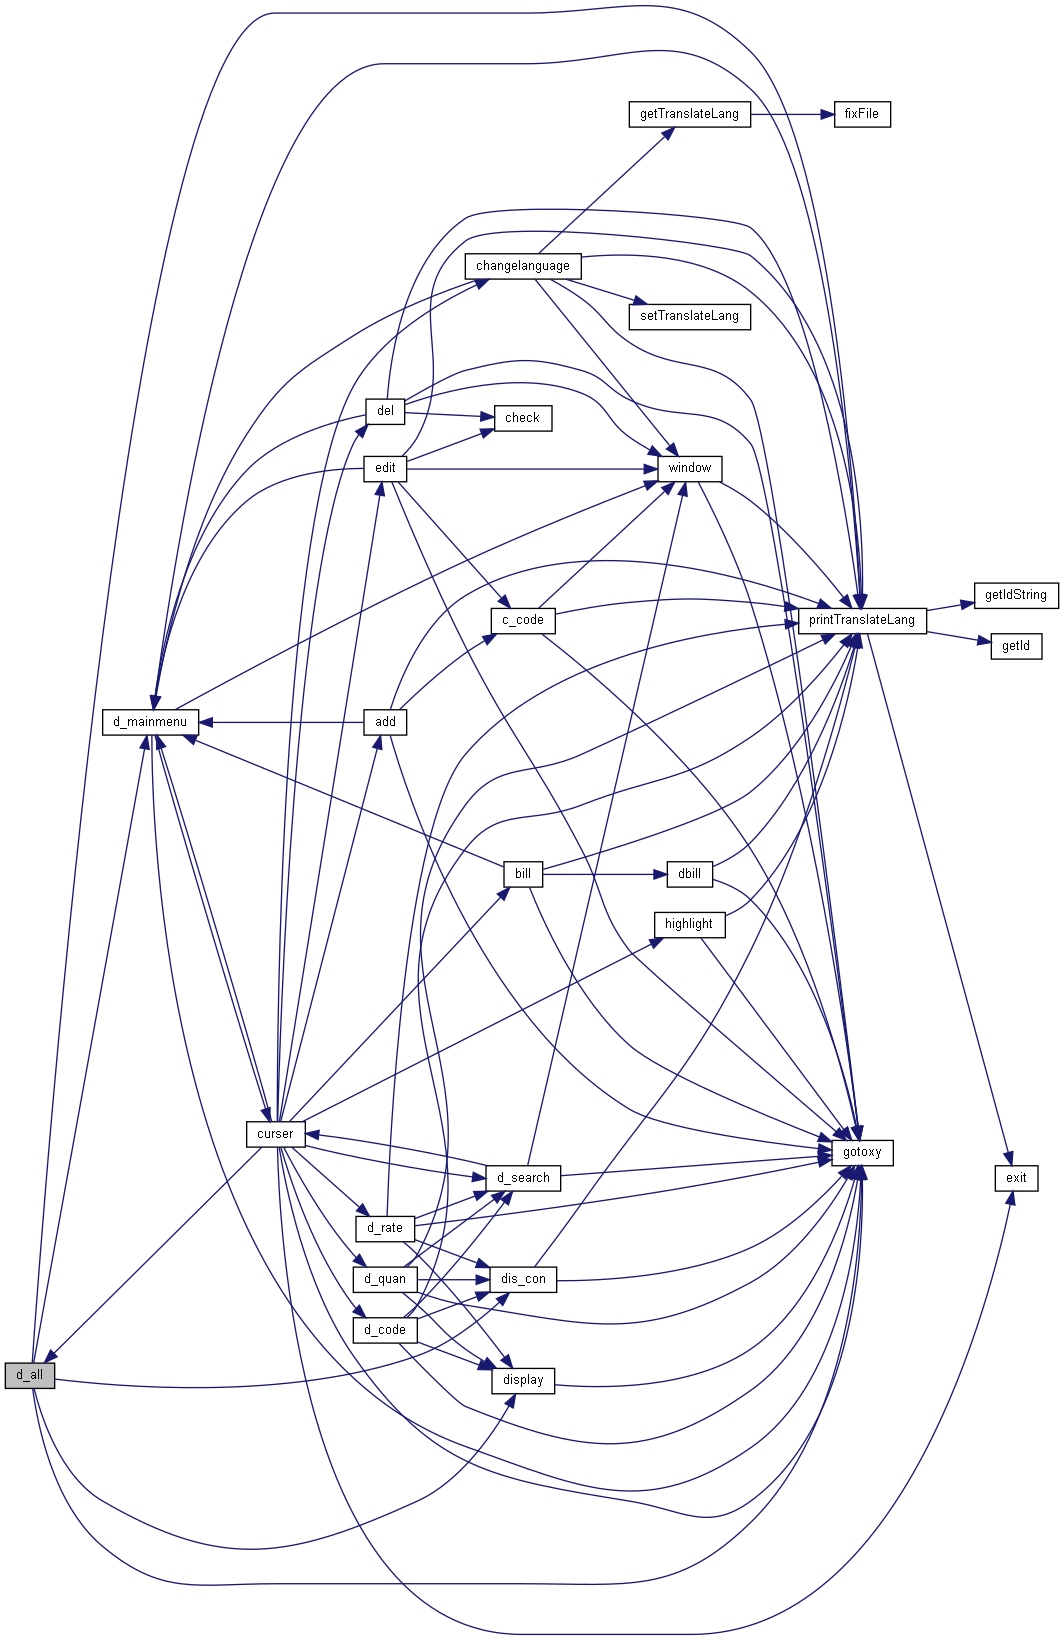 getTranslateLang
fixFile
changelanguage
setTranslateLang
del
check
edit
window
getIdString
c_code
printTranslateLang
getId
d_mainmenu
add
bill
dbill
highlight
curser
gotoxy
d_search
exit
d_rate
d_quan
dis_con
d_code
d_all
display